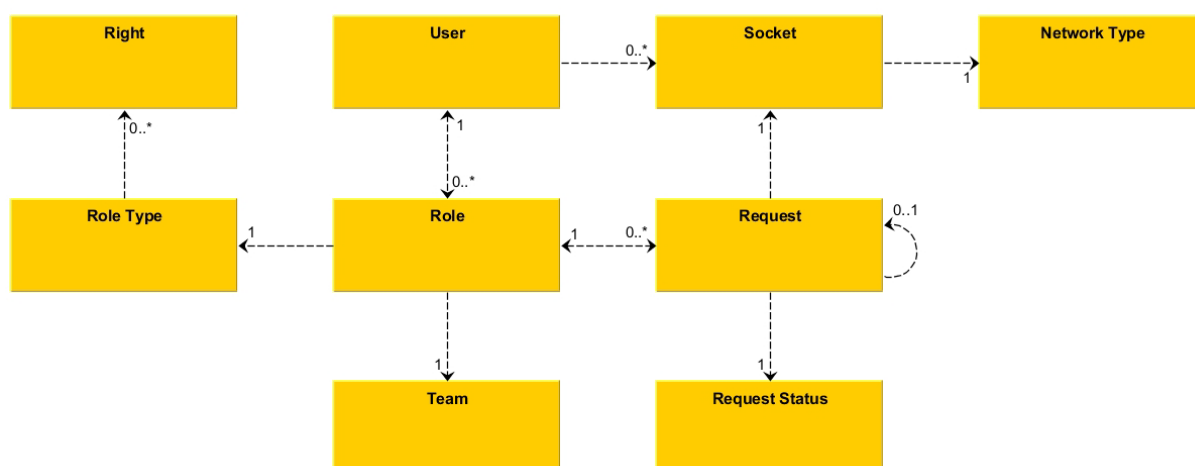 Right
User
Socket
Network Type
0..*
1
0..*
1
1
0..*
Role Type
Role
Request
0..1
1
1
0..*
1
1
Team
Request Status